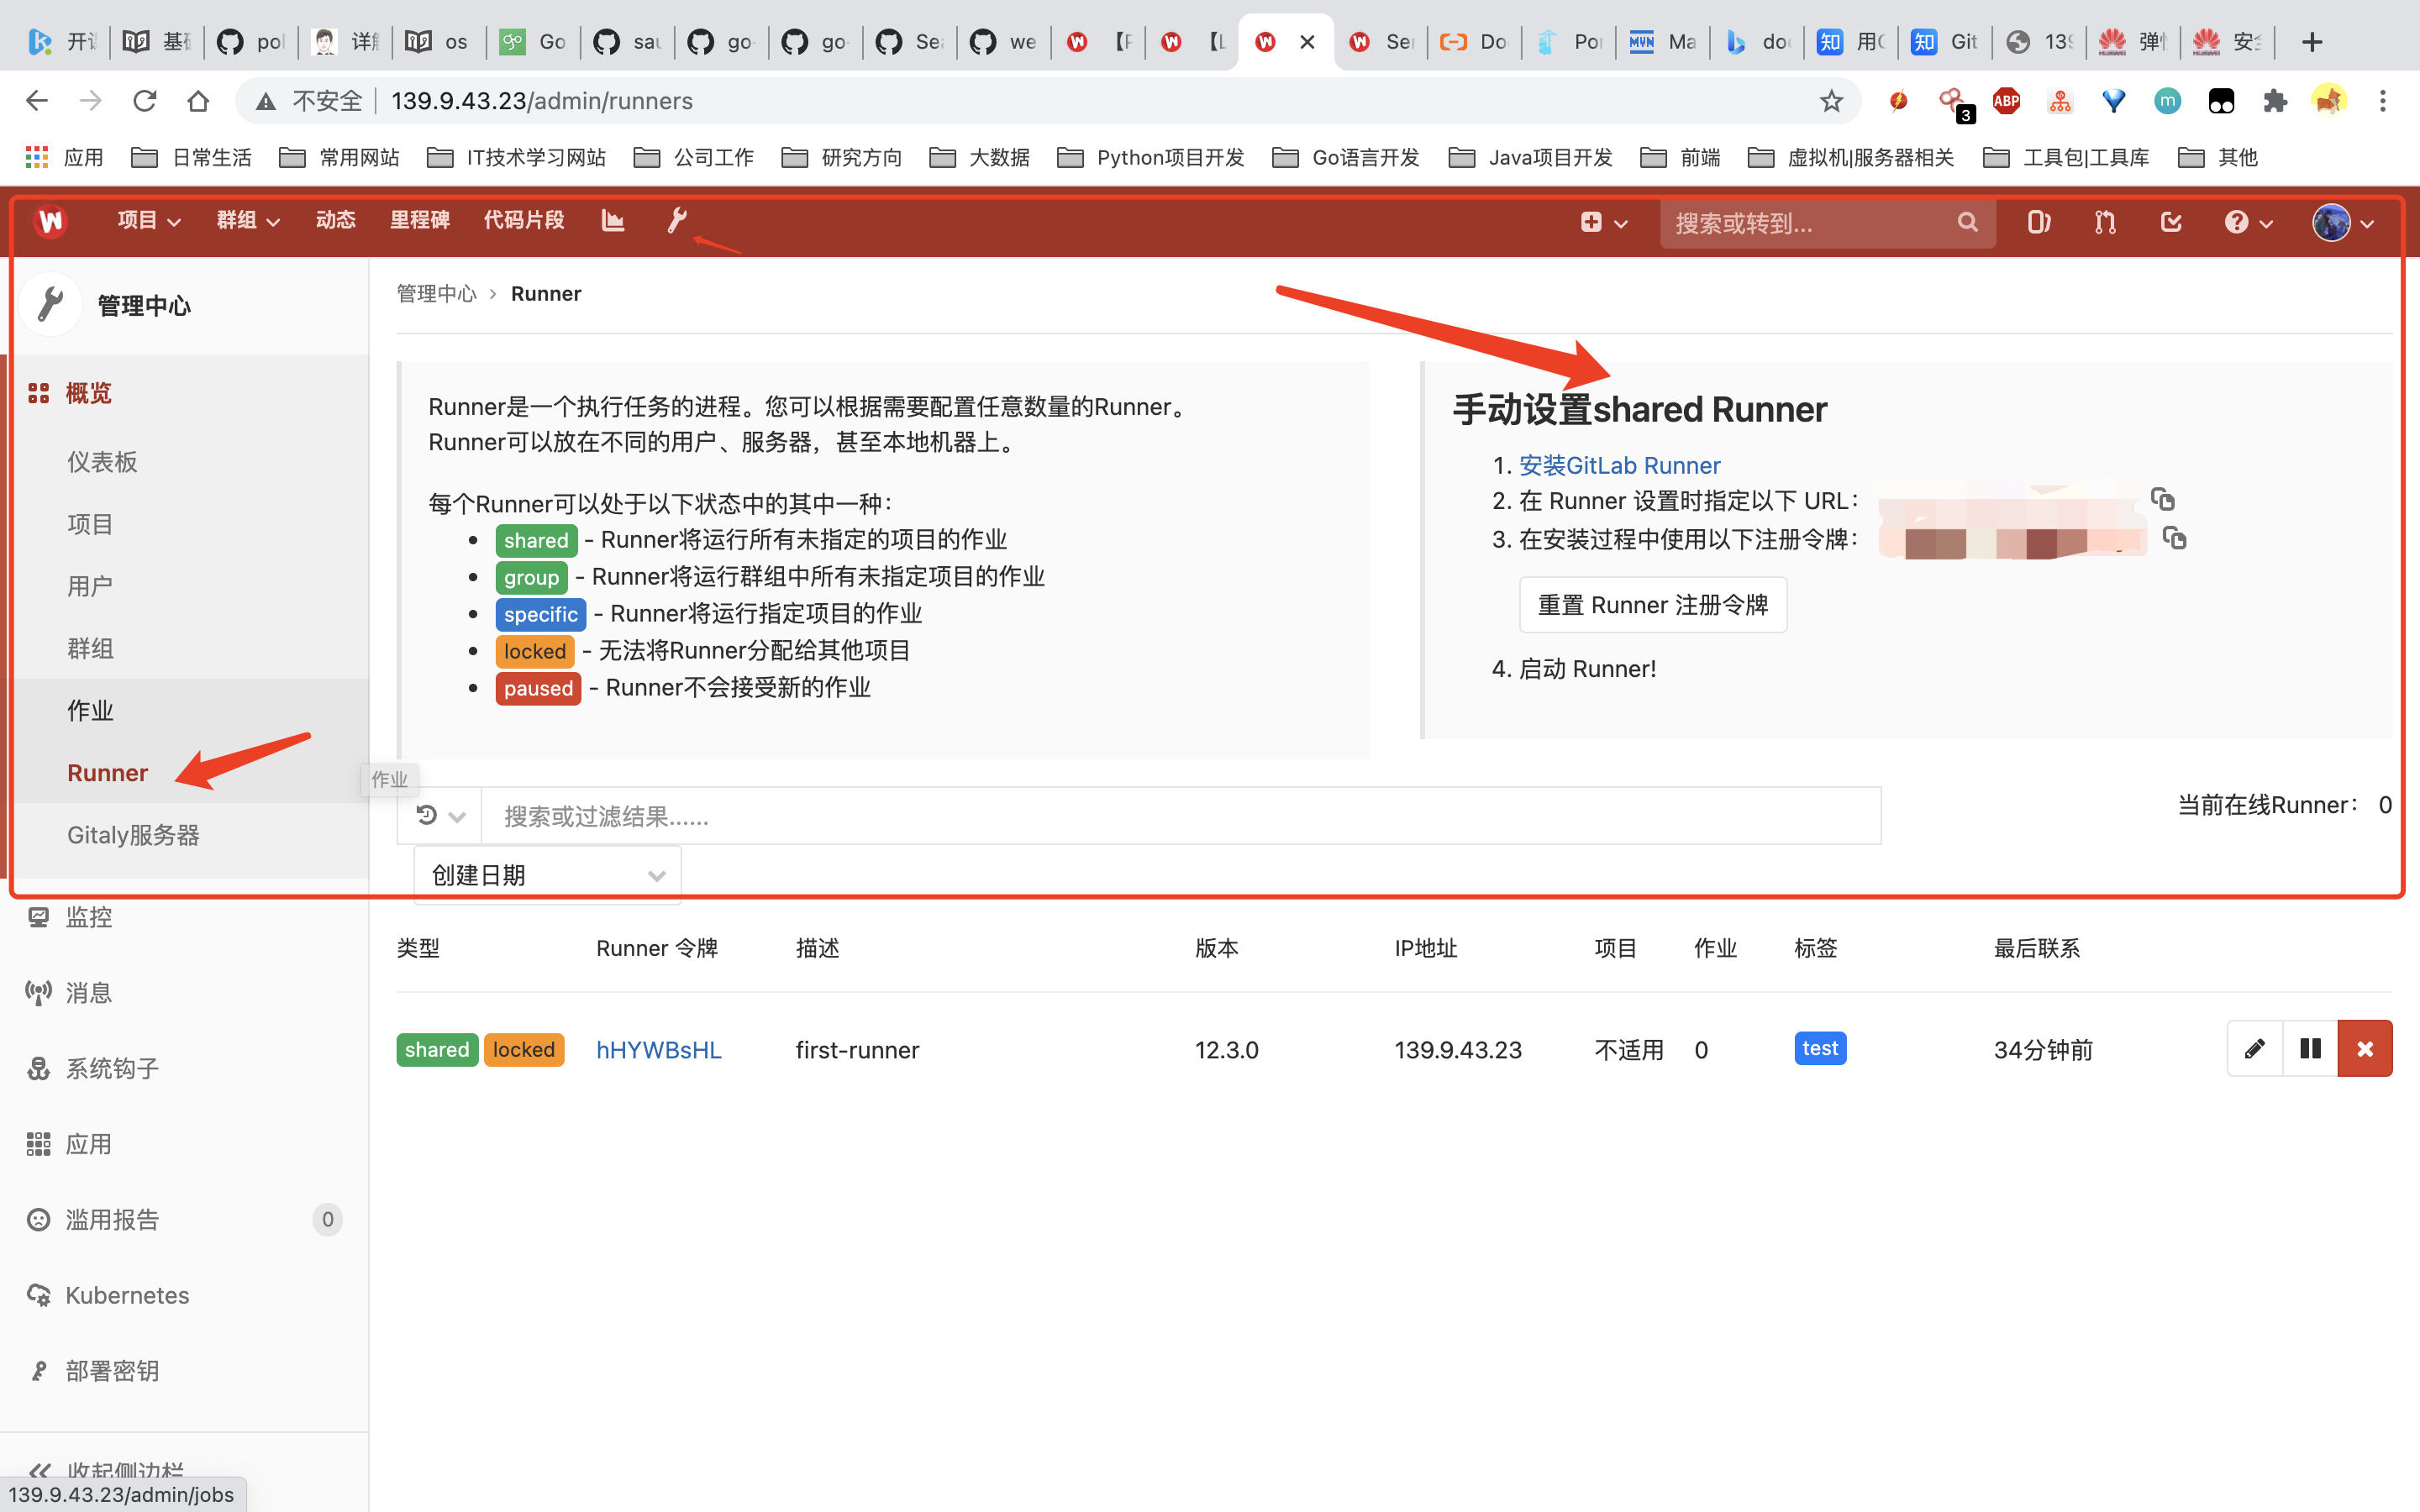 开 基 pol 详 os Go sau go- go- Sea we 【F 【L Ser Do Por Ma doc 用 Git 139 弹 安
不安全 139.9.43.23/admin/runners 3 ABP m
应用 日常生活 常用网站 IT技术学习网站 公司工作 研究方向 大数据 Python项目开发 Go语言开发 Java项目开发 前端 虚拟机|服务器相关 工具包|工具库 其他
项目 群组 动态 里程碑 代码片段 搜索或转到...
管理中心
概览
仪表板
项目
用户
群组
作业
Runner
Gitaly服务器
监控
消息
系统钩子
应用
滥用报告 0
Kubernetes
部署密钥
收起侧边栏
139.9.43.23/admin/jobs
管理中心 > Runner
Runner是一个执行任务的进程。您可以根据需要配置任意数量的Runner。
Runner可以放在不同的用户、服务器，甚至本地机器上。
每个Runner可以处于以下状态中的其中一种：
shared - Runner将运行所有未指定的项目的作业
group - Runner将运行群组中所有未指定项目的作业
specific - Runner将运行指定项目的作业
locked - 无法将Runner分配给其他项目
paused - Runner不会接受新的作业
手动设置shared Runner
1. 安装GitLab Runner
2. 在 Runner 设置时指定以下 URL：
3. 在安装过程中使用以下注册令牌：
重置 Runner 注册令牌
4. 启动 Runner!
作业
搜索或过滤结果......
当前在线Runner： 0
创建日期
类型 Runner 令牌 描述 版本 IP地址 项目 作业 标签 最后联系
shared locked hHYWBsHL first-runner 12.3.0 139.9.43.23 不适用 0 test 34分钟前